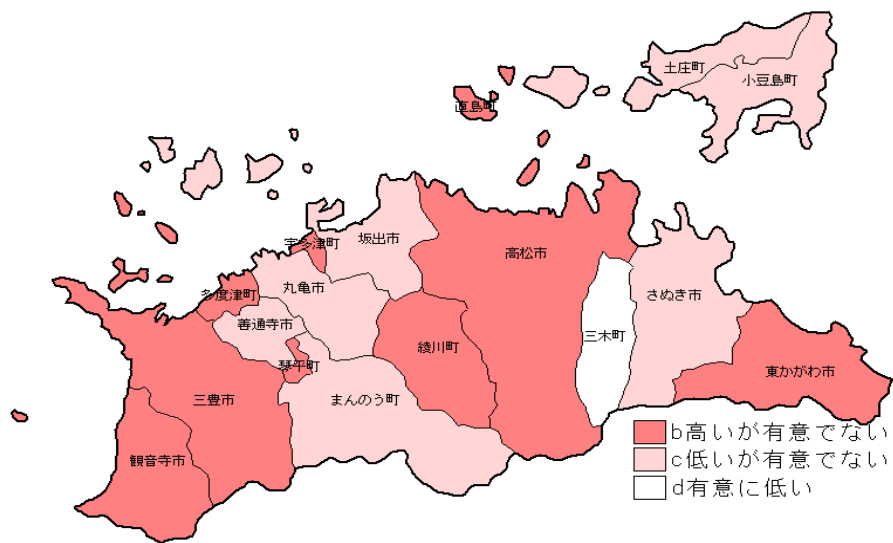 土庄町
小豆島町
直島町
宇多津町
坂出市
高松市
多度津町
丸亀市
さぬき市
善通寺市
三木町
綾川町
琴平町
東かがわ市
三豊市
まんのう町
観音寺市
b高いが有意でない
c低いが有意でない
d有意に低い